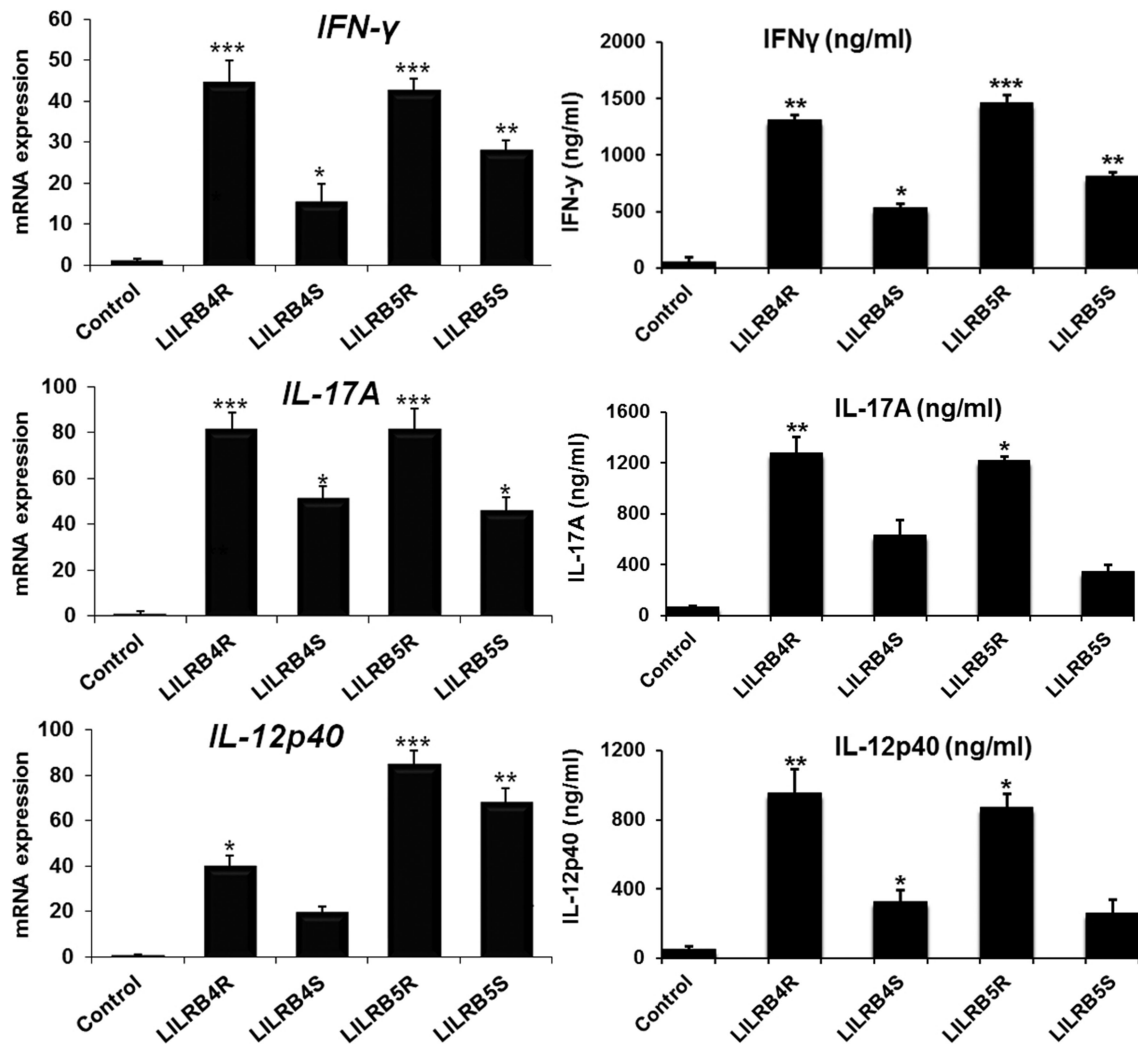 IFN-γ
mRNA expression
60
50
40
30
20
10
0
***
*
***
**
Control
LILRB4R
LILRB4S
LILRB5R
LILRB5S
IFNγ (ng/ml)
IFN-y (ng/ml)
2000
1500
1000
500
0
**
*
***
**
Control
LILRB4R
LILRB4S
LILRB5R
LILRB5S
IL-17A
mRNA expression
100
80
60
40
20
0
***
*
***
*
Control
LILRB4R
LILRB4S
LILRB5R
LILRB5S
IL-17A (ng/ml)
IL-17A (ng/ml)
1600
1200
800
400
0
**
*
Control
LILRB4R
LILRB4S
LILRB5R
LILRB5S
IL-12p40
mRNA expression
100
80
60
40
20
0
*
***
**
Control
LILRB4R
LILRB4S
LILRB5R
LILRB5S
IL-12p40 (ng/ml)
IL-12p40 (ng/ml)
1200
800
400
0
**
*
*
Control
LILRB4R
LILRB4S
LILRB5R
LILRB5S